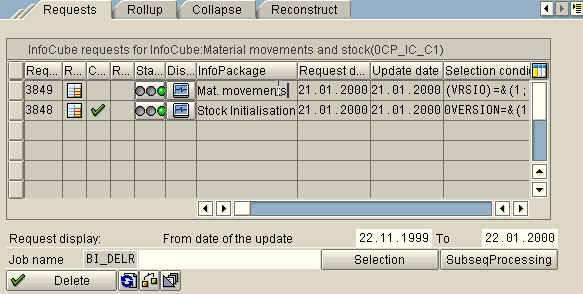 Requests Rollup Collapse Reconstruct
InfoCube requests for InfoCube:Material movements and stock(0CP_IC_C1)
Req... R... C... R... Sta... Dis... InfoPackage Request d... Update date Selection condi
3849 Mat. movements 21.01.2000 21.01.2000 (VRSIO)=&(1;
3848 Stock Initialisation 21.01.2000 21.01.2000 0VERSION=&(1
Request display: From date of the update 22.11.1999 To 22.01.2000
Job name BI_DELR Selection SubseqProcessing
Delete